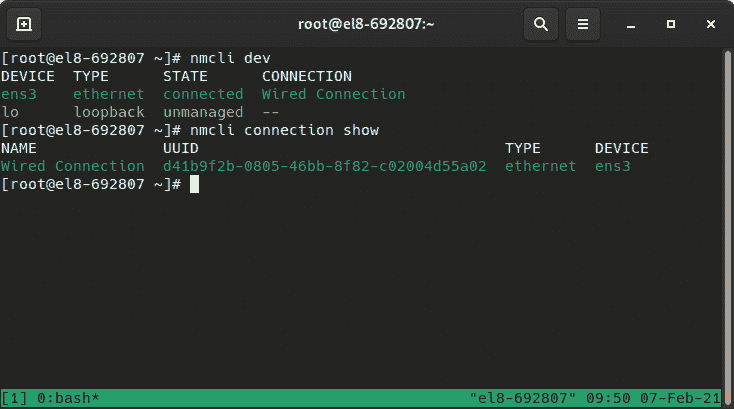 root@el8-692807:~
[root@el8-692807 ~]# nmcli dev
DEVICE  TYPE      STATE      CONNECTION
ens3    ethernet  connected  Wired Connection
lo      loopback  unmanaged  --
[root@el8-692807 ~]# nmcli connection show
NAME              UUID                                  TYPE      DEVICE
Wired Connection  d41b9f2b-0805-46bb-8f82-c02004d55a02  ethernet  ens3
[root@el8-692807 ~]#
[1] 0:bash* "el8-692807" 09:50 07-Feb-21